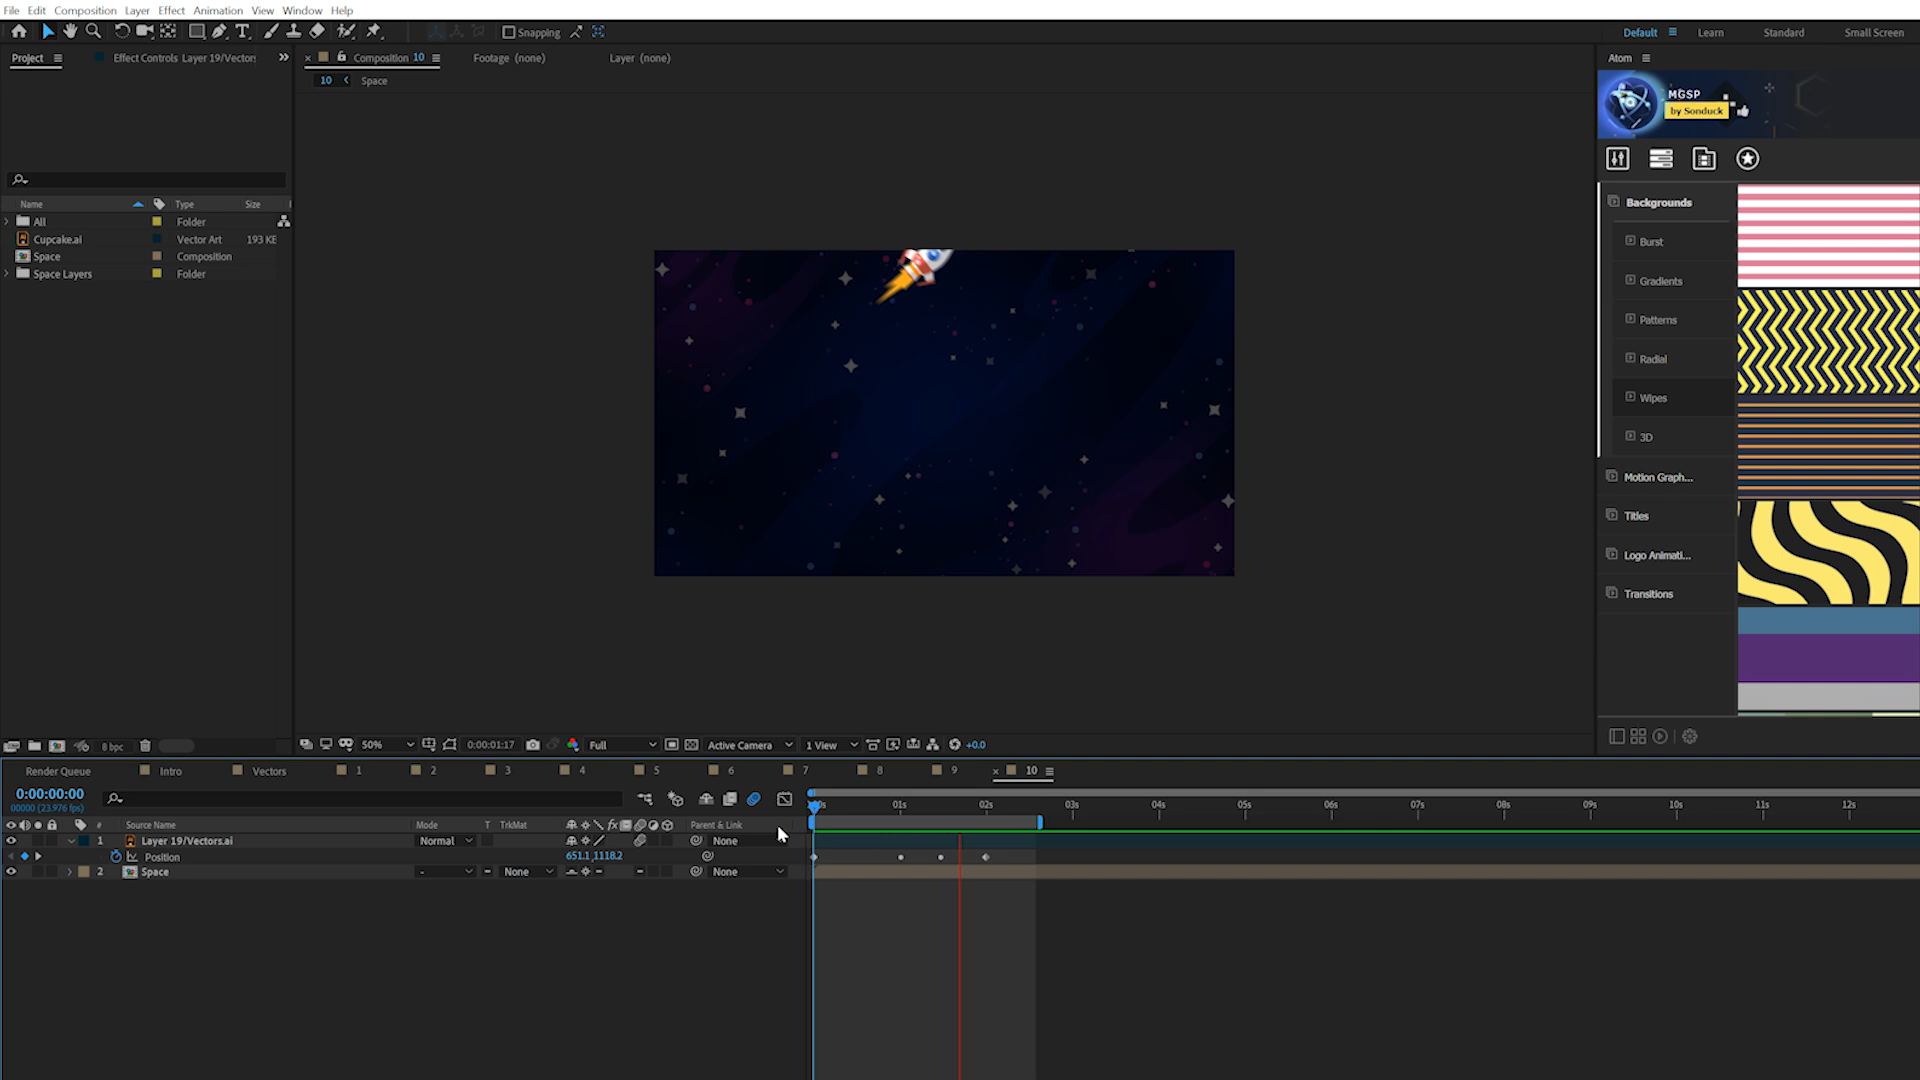 File Edit Composition Layer Effect Animation View Window Help
Snapping
Default Learn Standard Small Screen
Project Effect Controls Layer 19/Vectors
Composition 10 Footage (none) Layer (none)
10 Space
Atom
MGSP
by Sonduck
Name Type Size
All Folder
Cupcake.ai Vector Art 193 KE
Space Composition
Space Layers Folder
Backgrounds
Burst
Gradients
Patterns
Radial
Wipes
3D
Motion Graph...
Titles
Logo Animati...
Transitions
8 bpc
50% 0:00:01:17 Full Active Camera 1 View +0.0
Render Queue Intro Vectors 1 2 3 4 5 6 7 8 9 10
0:00:00:00
00000 (23.976 fps)
01s 02s 03s 04s 05s 06s 07s 08s 09s 10s 11s 12s
# Source Name Mode T TrkMat fx Parent & Link
1 Layer 19/Vectors.ai Normal None
Position 651.1,1118.2
2 Space - None None